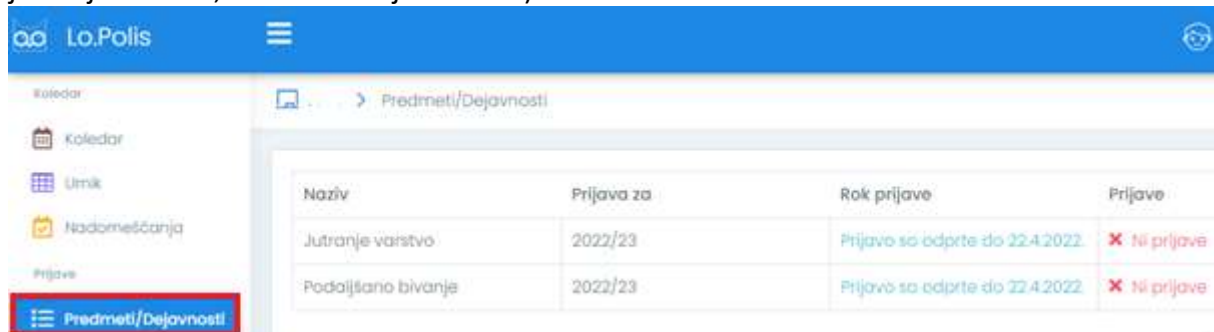 Lo.Polis
Koledar
Predmeti/Dejavnosti
Koledar
Urnik
Nadomeščanja
Prijave
Predmeti/Dejavnosti
Naziv Prijava za Rok prijave Prijave
Jutranje varstvo 2022/23 Prijavo so odprte do 22.4.2022. Ni prijave
Podaljšano bivanje 2022/23 Prijavo so odprte do 22.4.2022. Ni prijave